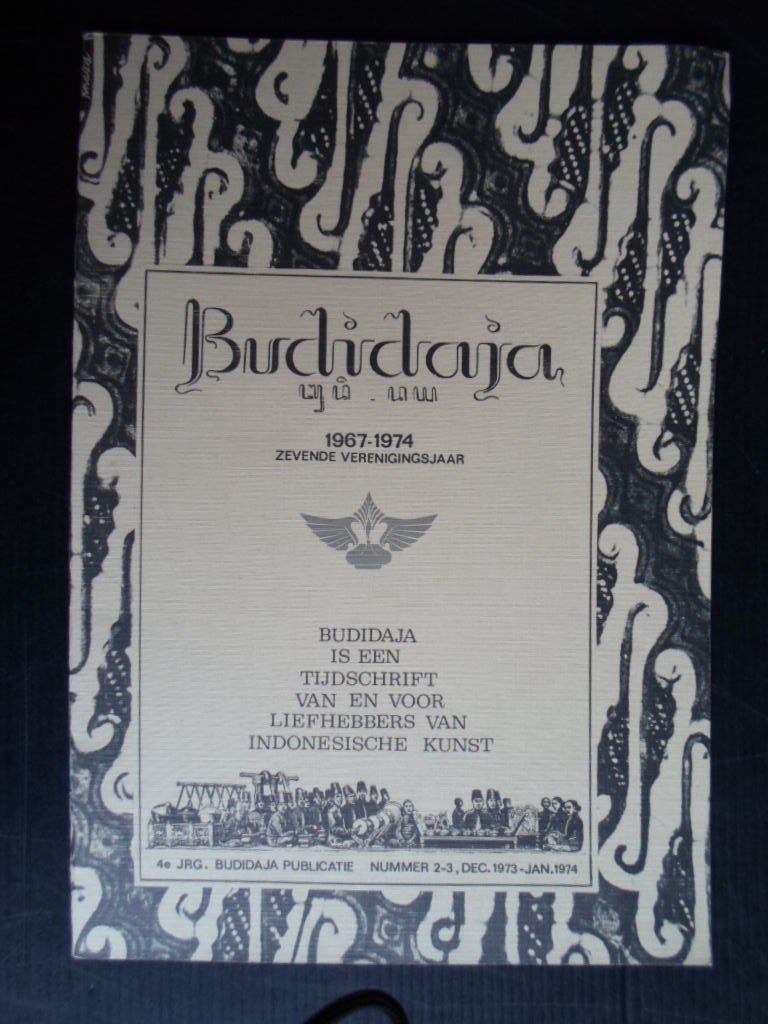 Budidaja
1967-1974
ZEVENDE VERENIGINGSJAAR
BUDIDAJA
IS EEN
TIJDSCHRIFT
VAN EN VOOR
LIEFHEBBERS VAN
INDONESISCHE KUNST
4e JRG. BUDIDAJA PUBLICATIE NUMMER 2-3, DEC. 1973-JAN. 1974